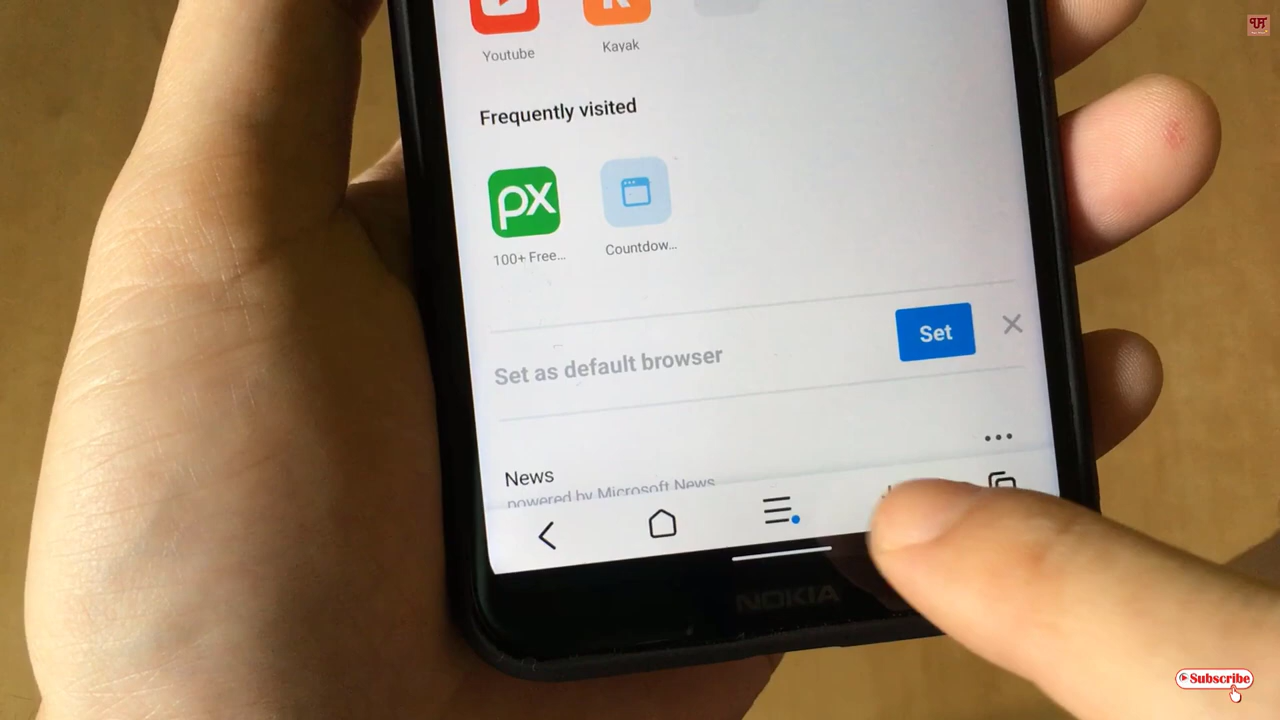 Youtube
Kayak
Frequently visited
px
100+ Free...
Countdow...
Set as default browser
Set
News
powered by Microsoft News
NOKIA
Subscribe